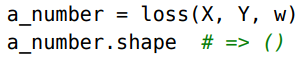 a_number = loss(X, Y, w)
a_number.shape  # => ()